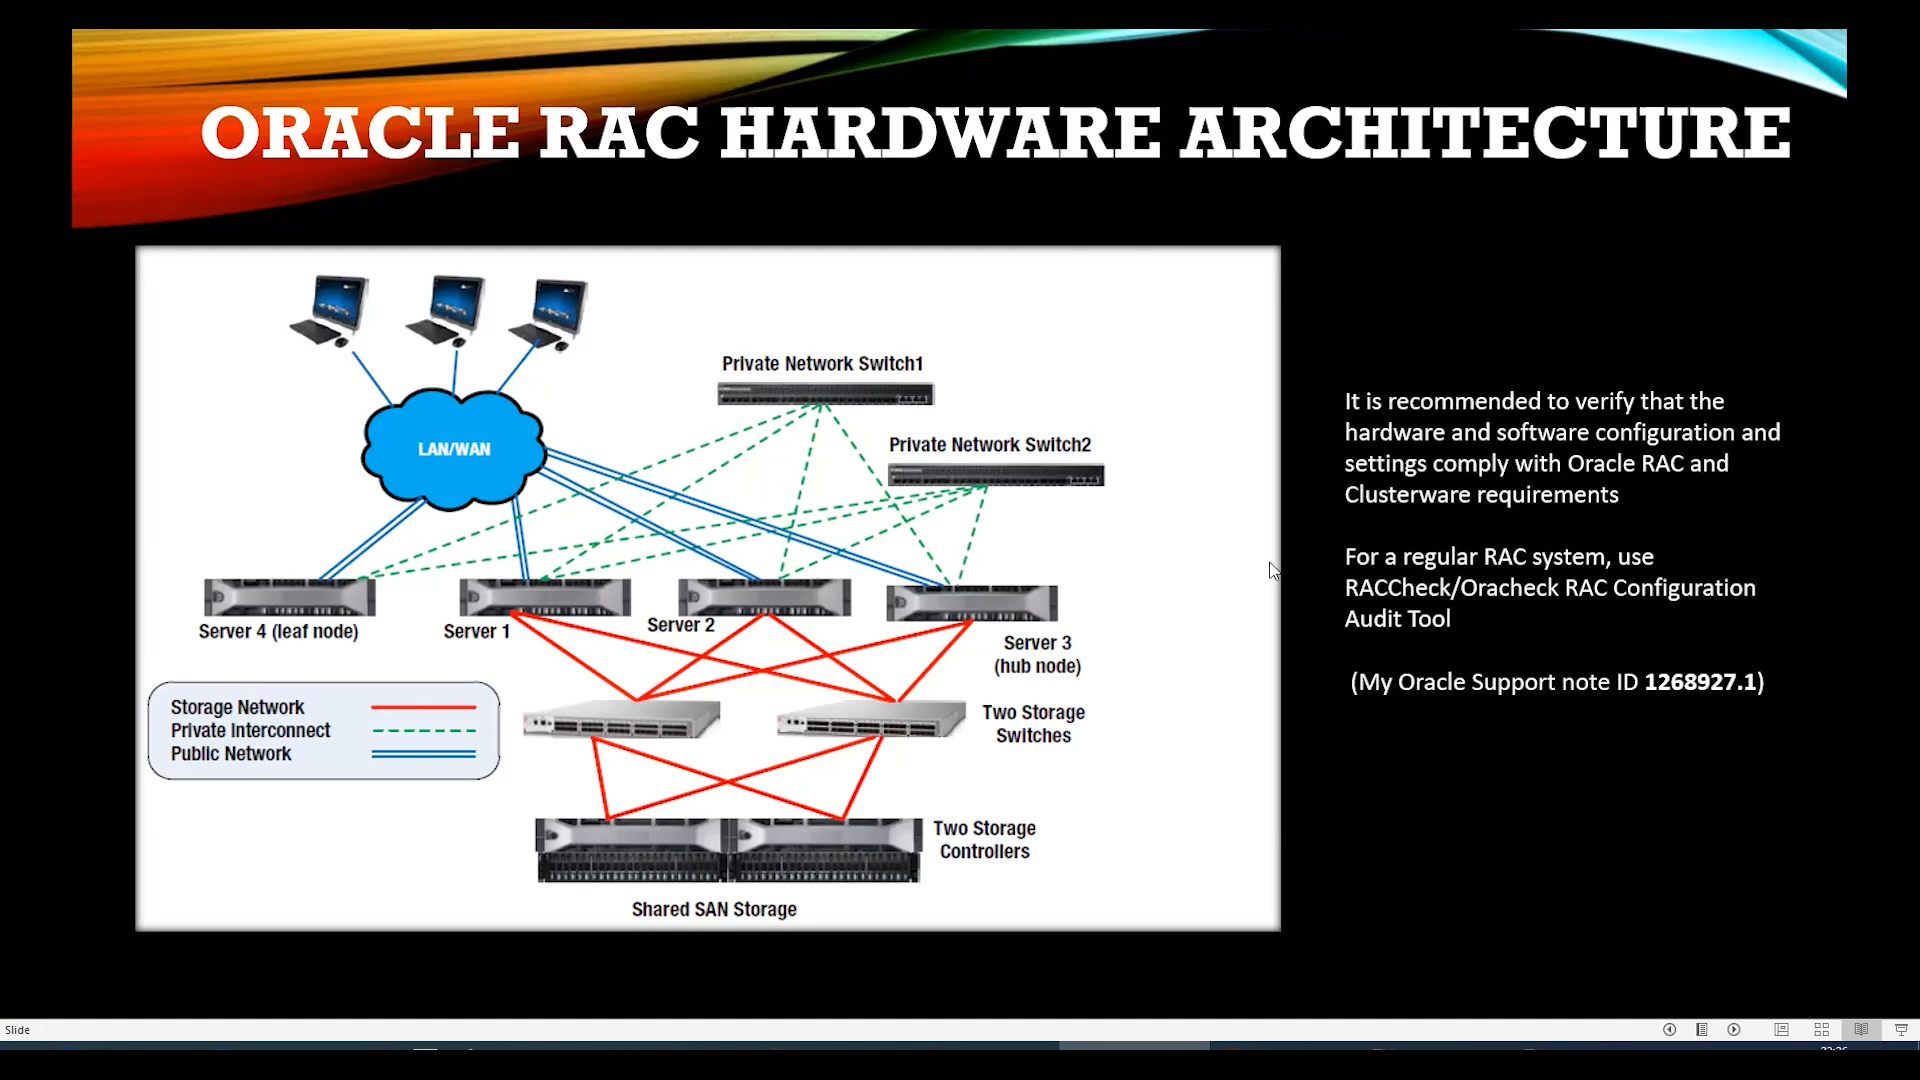 ORACLE RAC HARDWARE ARCHITECTURE
Private Network Switch1
Private Network Switch2
LAN/WAN
Server 4 (leaf node)
Server 1
Server 2
Server 3
(hub node)
Storage Network
Private Interconnect
Public Network
Two Storage
Switches
Two Storage
Controllers
Shared SAN Storage
It is recommended to verify that the
hardware and software configuration and
settings comply with Oracle RAC and
Clusterware requirements
For a regular RAC system, use
RACCheck/Oracheck RAC Configuration
Audit Tool
(My Oracle Support note ID 1268927.1)
Slide